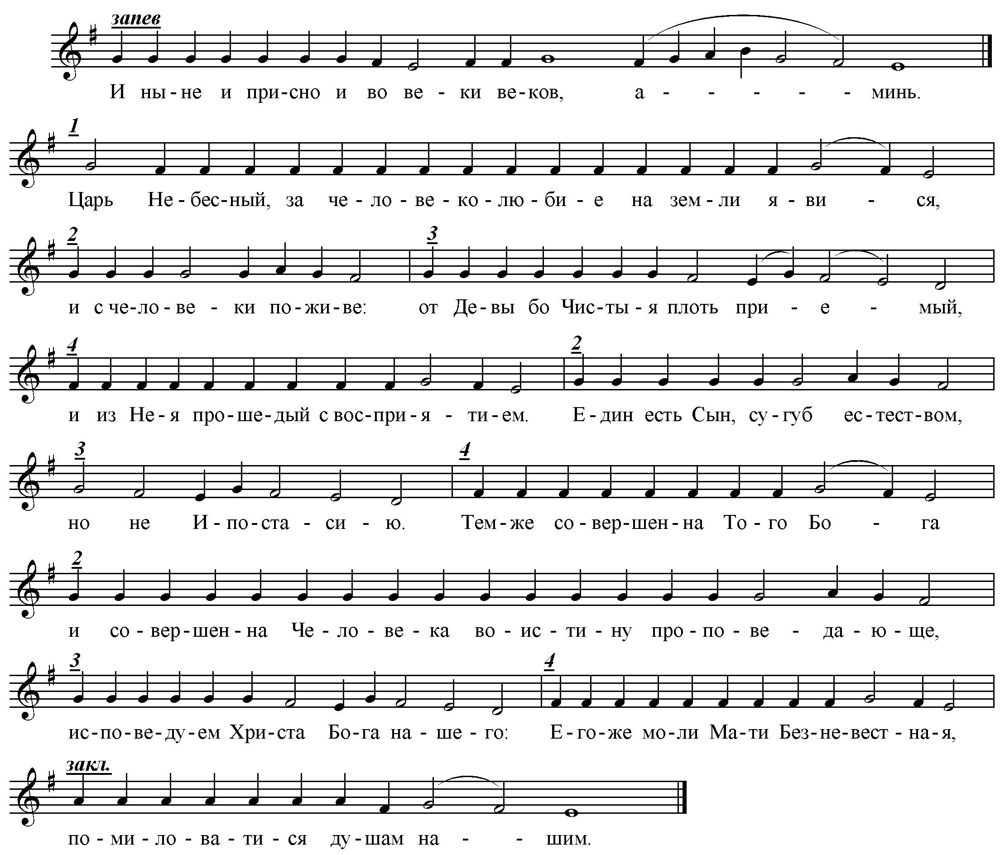 запев
И ны-не и при-сно и во ве - ки ве-ков, а - - - - - минь.
1
Царь Не-бес-ный, за че-ло-ве-ко-лю-би-е на зем-ли я-ви - ся,
2 3
и с че-ло-ве-ки по-жи-ве: от Де-вы бо Чис-ты-я плоть при - е - мый,
4 2
и из Не-я про-ше-дый с вос-при-я-ти-ем. Е-дин есть Сын, су-губ ес-тест-вом,
3 4
но не И-по-ста-си-ю. Тем-же со-вер-шен-на То-го Бо - га
2
и со-вер-шен-на Че-ло-ве-ка во-ис-ти-ну про-по-ве-да-ю-ще,
3 4
ис-по-ве-ду-ем Хри-ста Бо-га на-ше-го: Е-го-же мо-ли Ма-ти Без-не-вест-на-я,
закл.
по-ми-ло-ва-ти-ся ду-шам на - - шим.